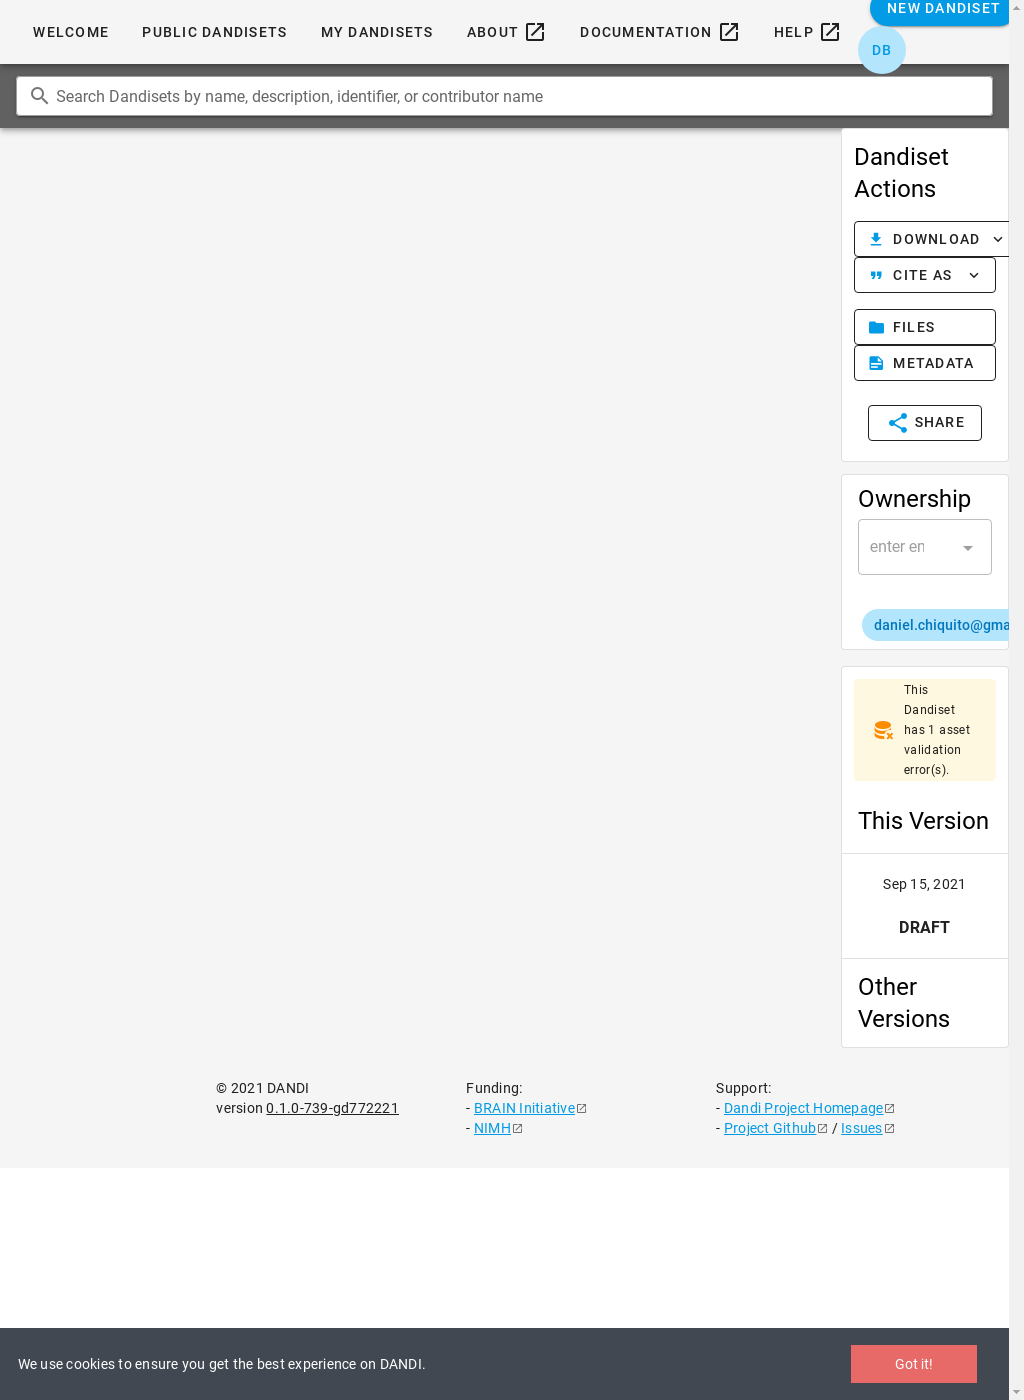 WELCOME
PUBLIC DANDISETS
MY DANDISETS
ABOUT
DOCUMENTATION
HELP
NEW DANDISET
DB
Search Dandisets by name, description, identifier, or contributor name
Dandiset
Actions
DOWNLOAD
CITE AS
FILES
METADATA
SHARE
Ownership
enter en
daniel.chiquito@gma
This
Dandiset
has 1 asset
validation
error(s).
This Version
Sep 15, 2021
DRAFT
Other
Versions
© 2021 DANDI
version 0.1.0-739-gd772221
Funding:
- BRAIN Initiative
- NIMH
Support:
- Dandi Project Homepage
- Project Github / Issues
We use cookies to ensure you get the best experience on DANDI.
Got it!